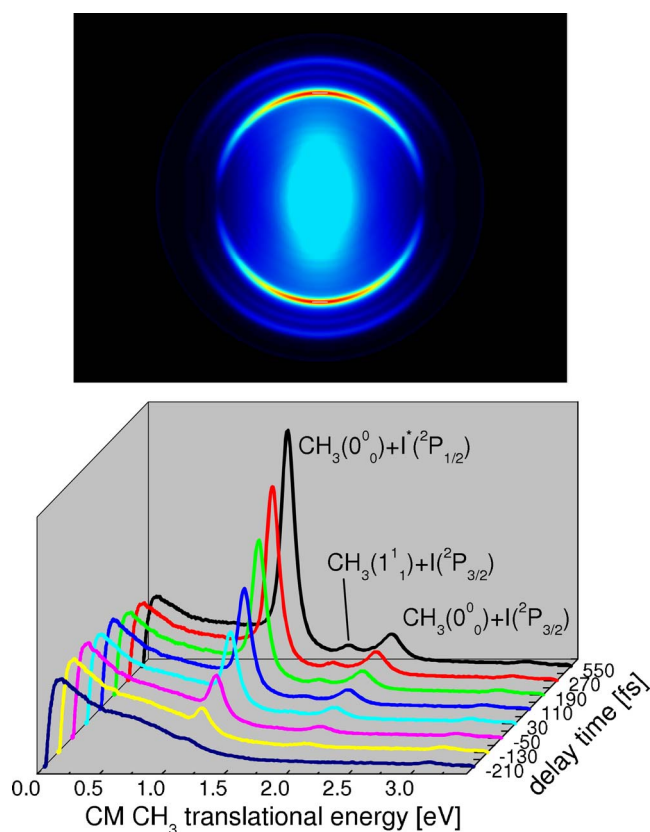 CH₃(0⁰₀)+I*(²P₁/₂)
CH₃(1¹₁)+I(²P₃/₂)
CH₃(0⁰₀)+I(²P₃/₂)
550
270
190
110
30
-50
-130
-210
delay time [fs]
0.0 0.5 1.0 1.5 2.0 2.5 3.0
CM CH₃ translational energy [eV]